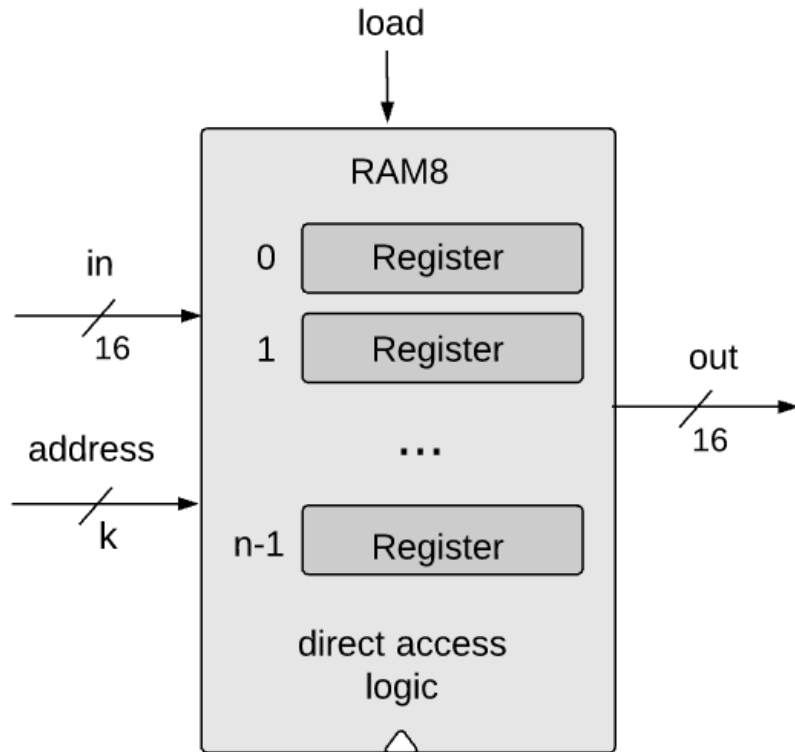 load
RAM8
in
0 Register
16
1 Register
out
16
...
address
k
n-1 Register
direct access
logic